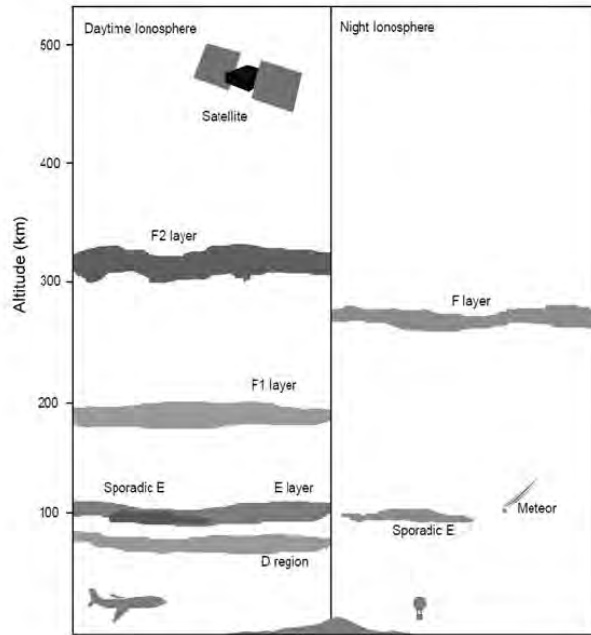 Daytime Ionosphere
Night Ionosphere
500
Satellite
400
Altitude (km)
F2 layer
300
F layer
F1 layer
200
Sporadic E
E layer
Meteor
100
Sporadic E
D region